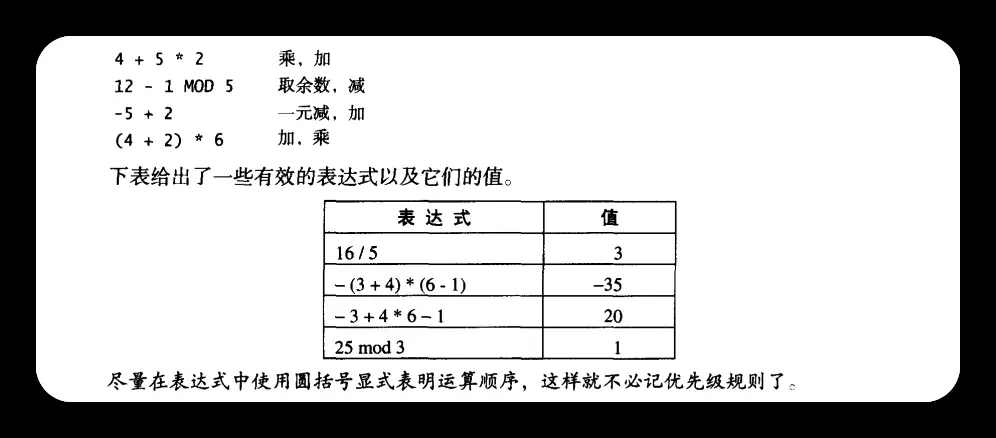 4 + 5 * 2 乘，加
12 - 1 MOD 5 取余数，减
-5 + 2 一元减，加
(4 + 2) * 6 加，乘
下表给出了一些有效的表达式以及它们的值。
表 达 式 值
16 / 5 3
– (3 + 4) * (6 - 1) –35
– 3 + 4 * 6 – 1 20
25 mod 3 1
尽量在表达式中使用圆括号显式表明运算顺序，这样就不必记优先级规则了。